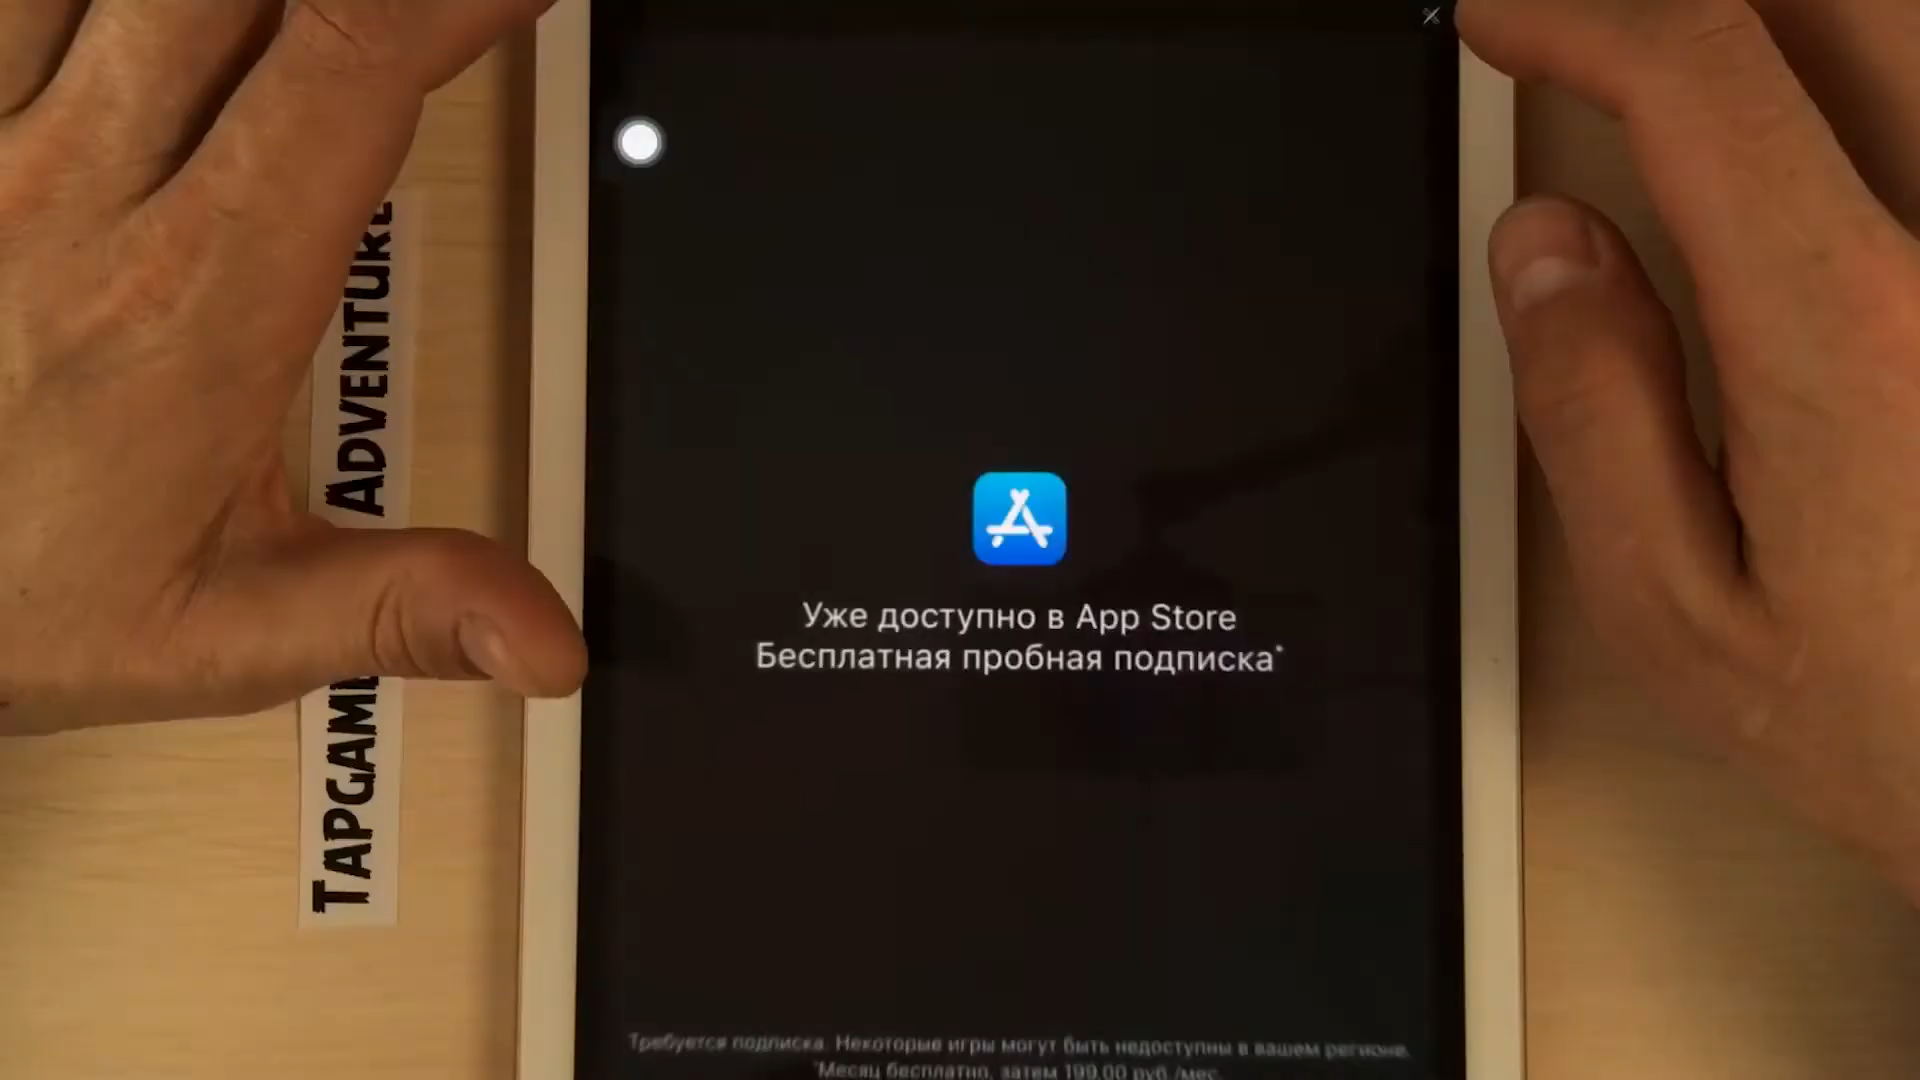 TAPGAME ADVENTURE
Уже доступно в App Store
Бесплатная пробная подписка*
Требуется подписка. Некоторые игры могут быть недоступны в вашем регионе.
*Месяц бесплатно, затем 199,00 руб./мес.